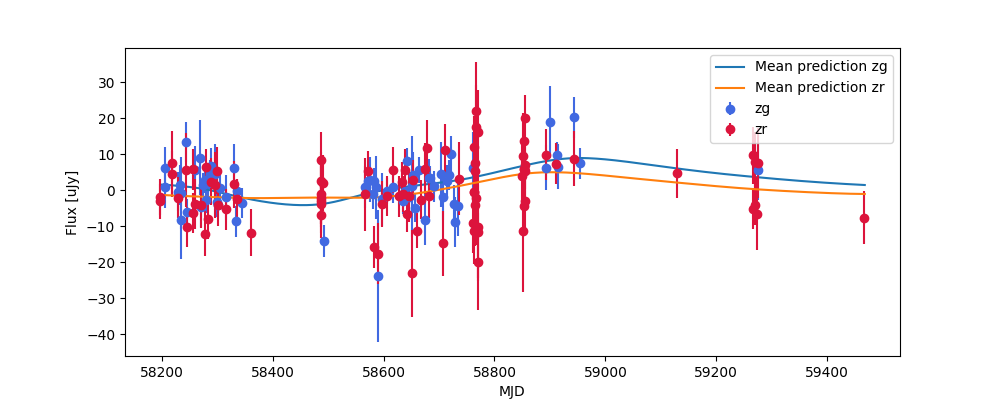 Mean prediction zg
Mean prediction zr
zg
zr
30
20
10
0
−10
−20
−30
−40
Flux [uJy]
58200
58400
58600
58800
59000
59200
59400
MJD